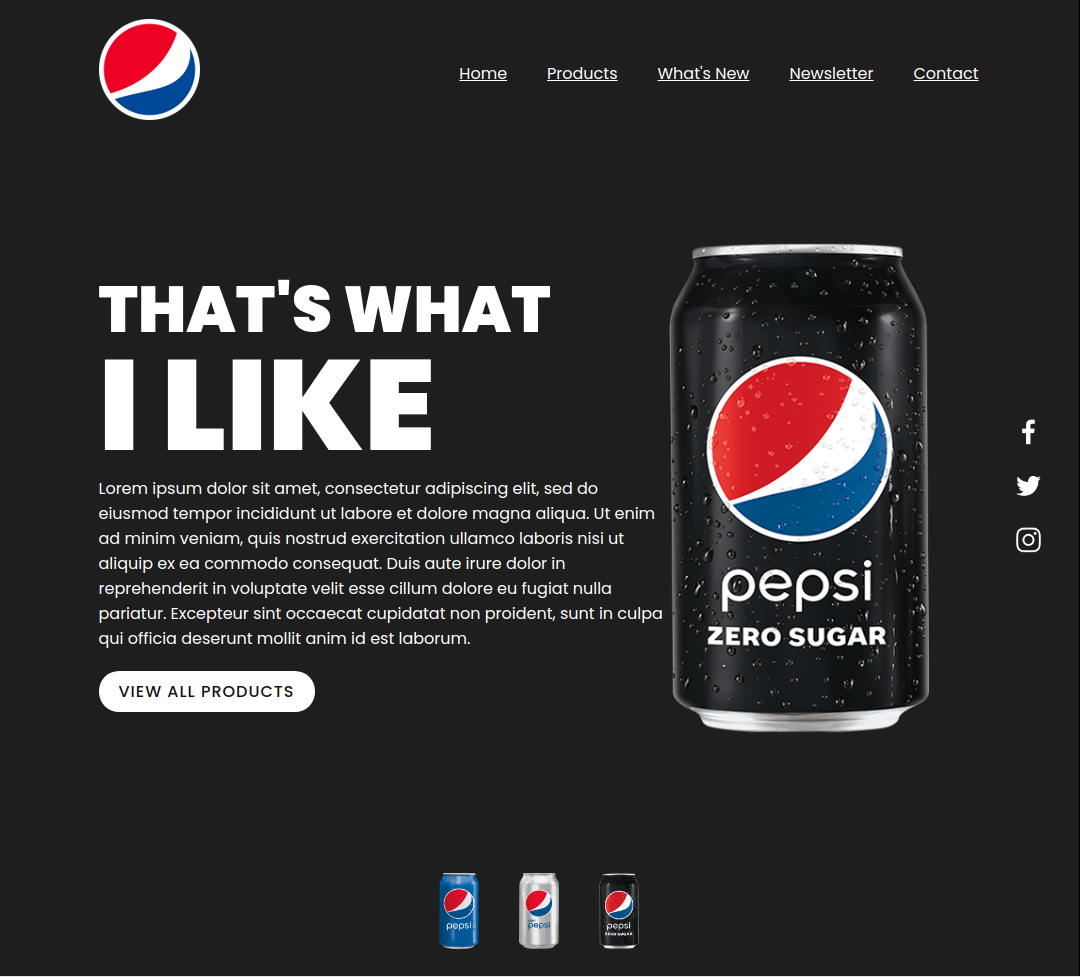 Home Products What's New Newsletter Contact
THAT'S WHAT
I LIKE
Lorem ipsum dolor sit amet, consectetur adipiscing elit, sed do
eiusmod tempor incididunt ut labore et dolore magna aliqua. Ut enim
ad minim veniam, quis nostrud exercitation ullamco laboris nisi ut
aliquip ex ea commodo consequat. Duis aute irure dolor in
reprehenderit in voluptate velit esse cillum dolore eu fugiat nulla
pariatur. Excepteur sint occaecat cupidatat non proident, sunt in culpa
qui officia deserunt mollit anim id est laborum.
VIEW ALL PRODUCTS
pepsi
ZERO SUGAR
pepsi
pepsi
pepsi
ZERO SUGAR